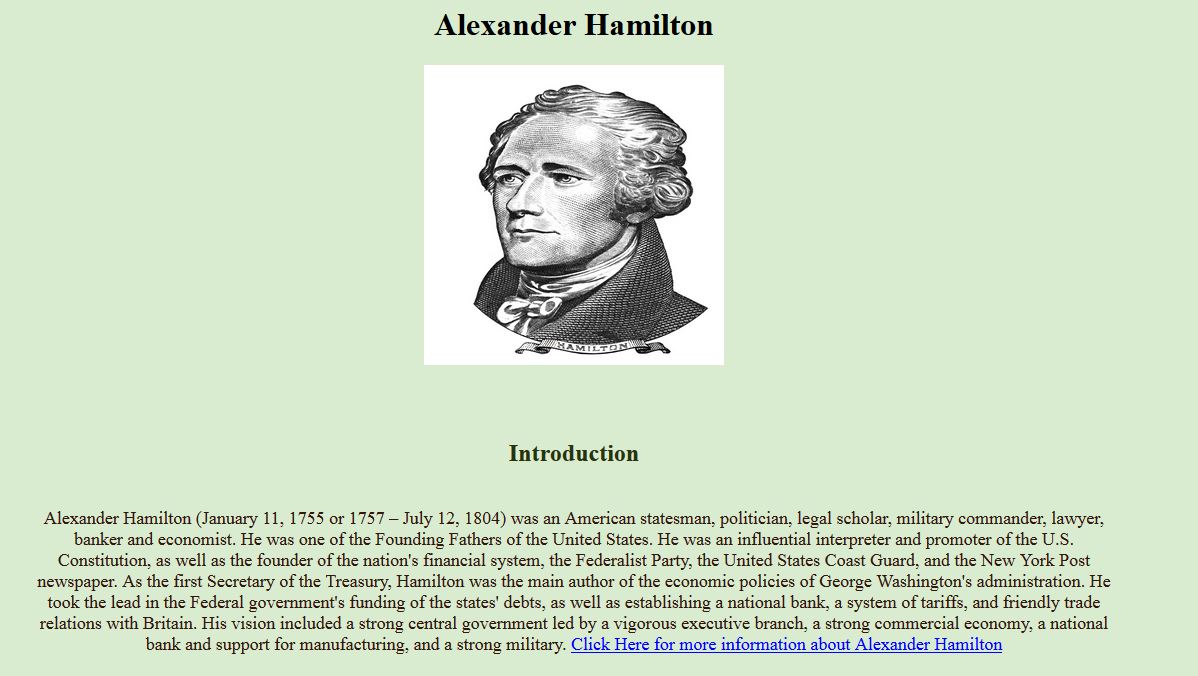 Alexander Hamilton
HAMILTON
Introduction
Alexander Hamilton (January 11, 1755 or 1757 – July 12, 1804) was an American statesman, politician, legal scholar, military commander, lawyer,
banker and economist. He was one of the Founding Fathers of the United States. He was an influential interpreter and promoter of the U.S.
Constitution, as well as the founder of the nation's financial system, the Federalist Party, the United States Coast Guard, and the New York Post
newspaper. As the first Secretary of the Treasury, Hamilton was the main author of the economic policies of George Washington's administration. He
took the lead in the Federal government's funding of the states' debts, as well as establishing a national bank, a system of tariffs, and friendly trade
relations with Britain. His vision included a strong central government led by a vigorous executive branch, a strong commercial economy, a national
bank and support for manufacturing, and a strong military. Click Here for more information about Alexander Hamilton